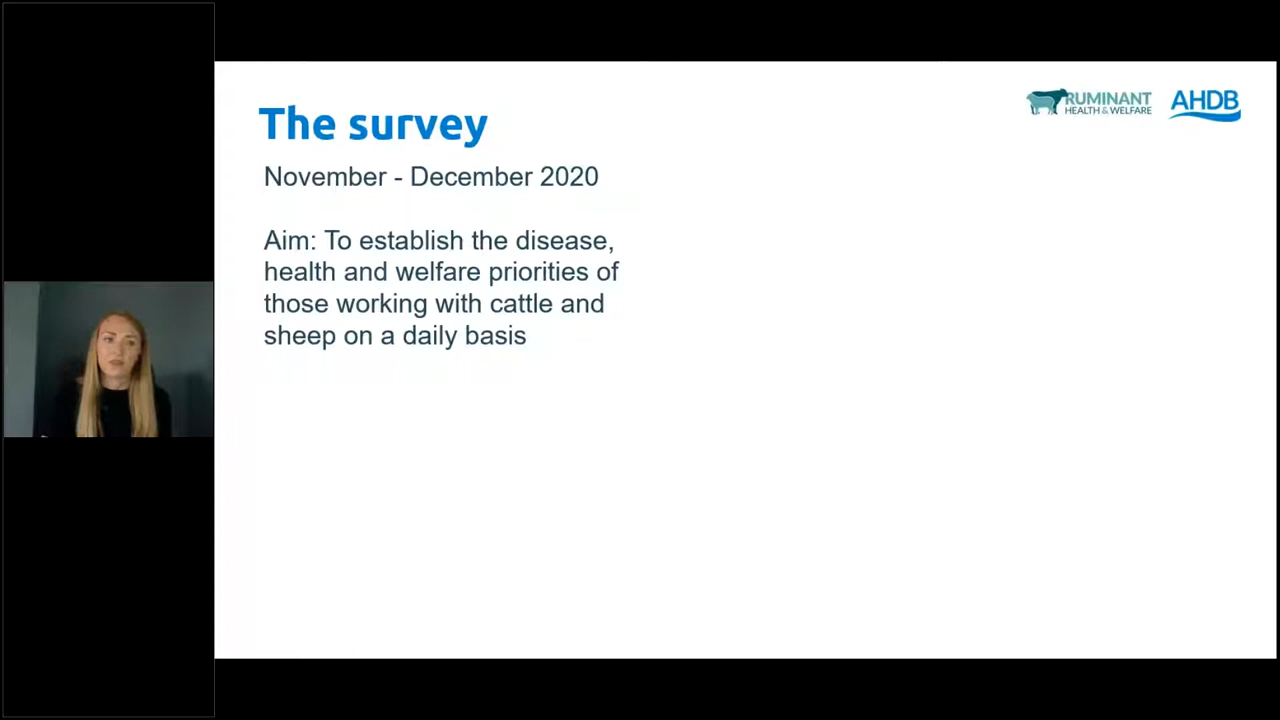 The survey
RUMINANT
HEALTH & WELFARE
AHDB
November - December 2020
Aim: To establish the disease,
health and welfare priorities of
those working with cattle and
sheep on a daily basis